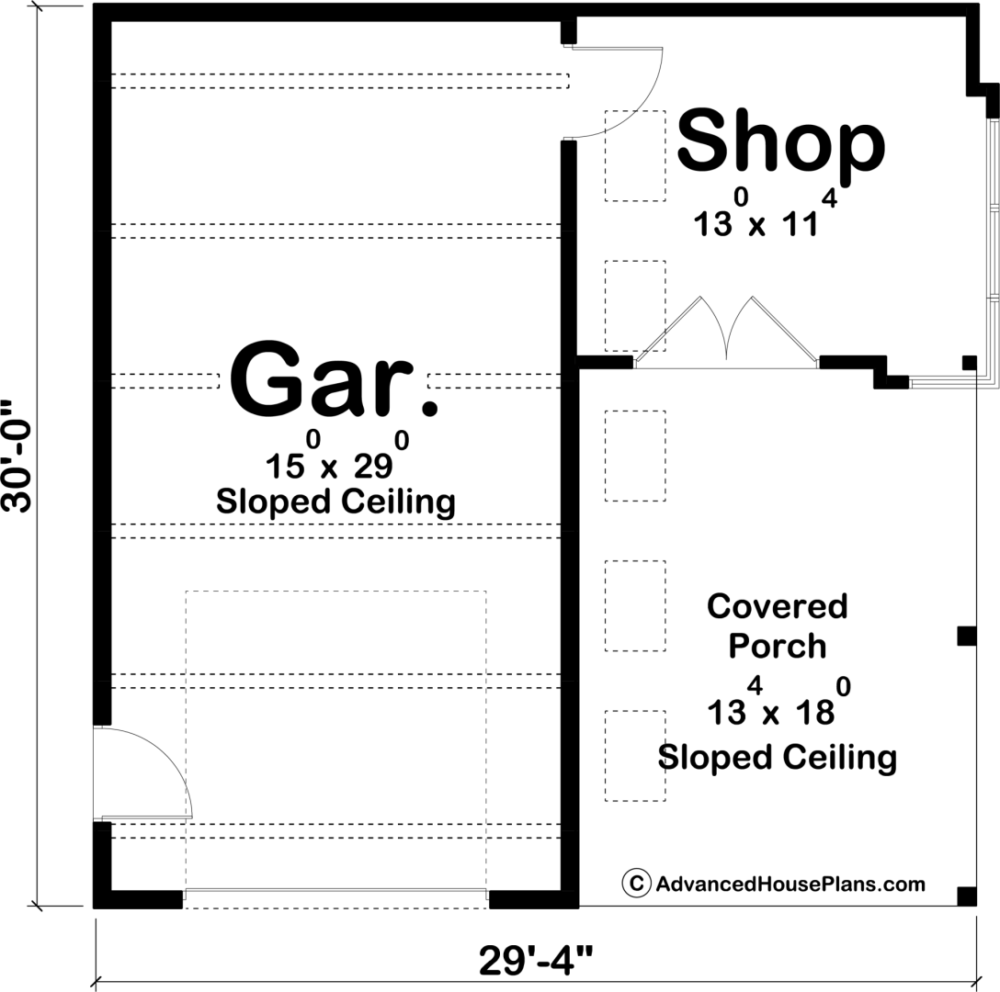 Shop
13⁰ x 11⁴
Gar.
15⁰ x 29⁰
Sloped Ceiling
30'-0"
Covered
Porch
13⁴ x 18⁰
Sloped Ceiling
© AdvancedHousePlans.com
29'-4"